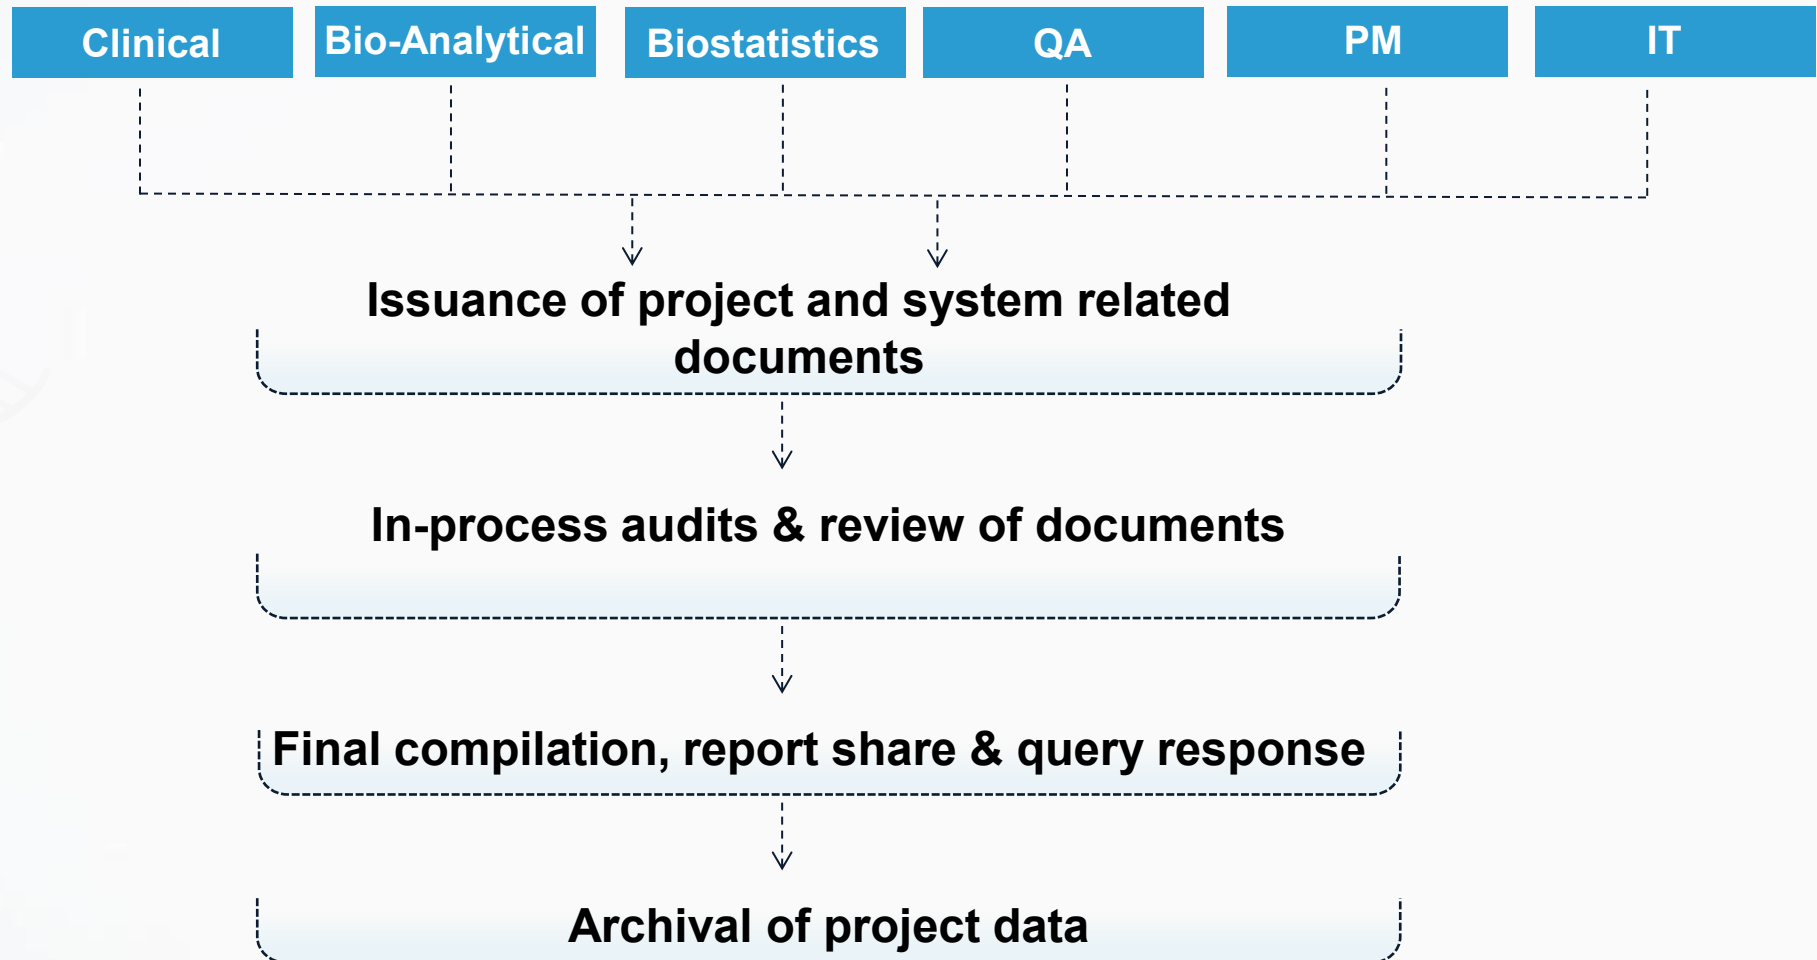 Clinical
Bio-Analytical
Biostatistics
QA
PM
IT
Issuance of project and system related
documents
In-process audits & review of documents
Final compilation, report share & query response
Archival of project data